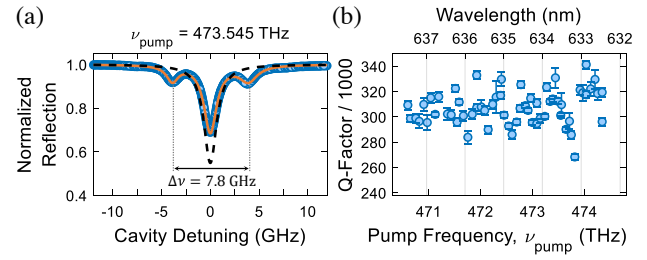 (a)
ν_pump = 473.545 THz
1.0
0.8
0.6
0.4
Normalized
Reflection
Δν = 7.8 GHz
-10 -5 0 5 10
Cavity Detuning (GHz)
(b)
Wavelength (nm)
637 636 635 634 633 632
340
320
300
280
260
240
Q-Factor / 1000
471 472 473 474
Pump Frequency, ν_pump (THz)